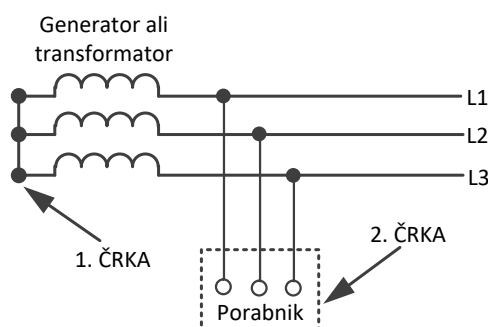 Generator ali
transformator
L1
L2
L3
1. ČRKA
2. ČRKA
Porabnik